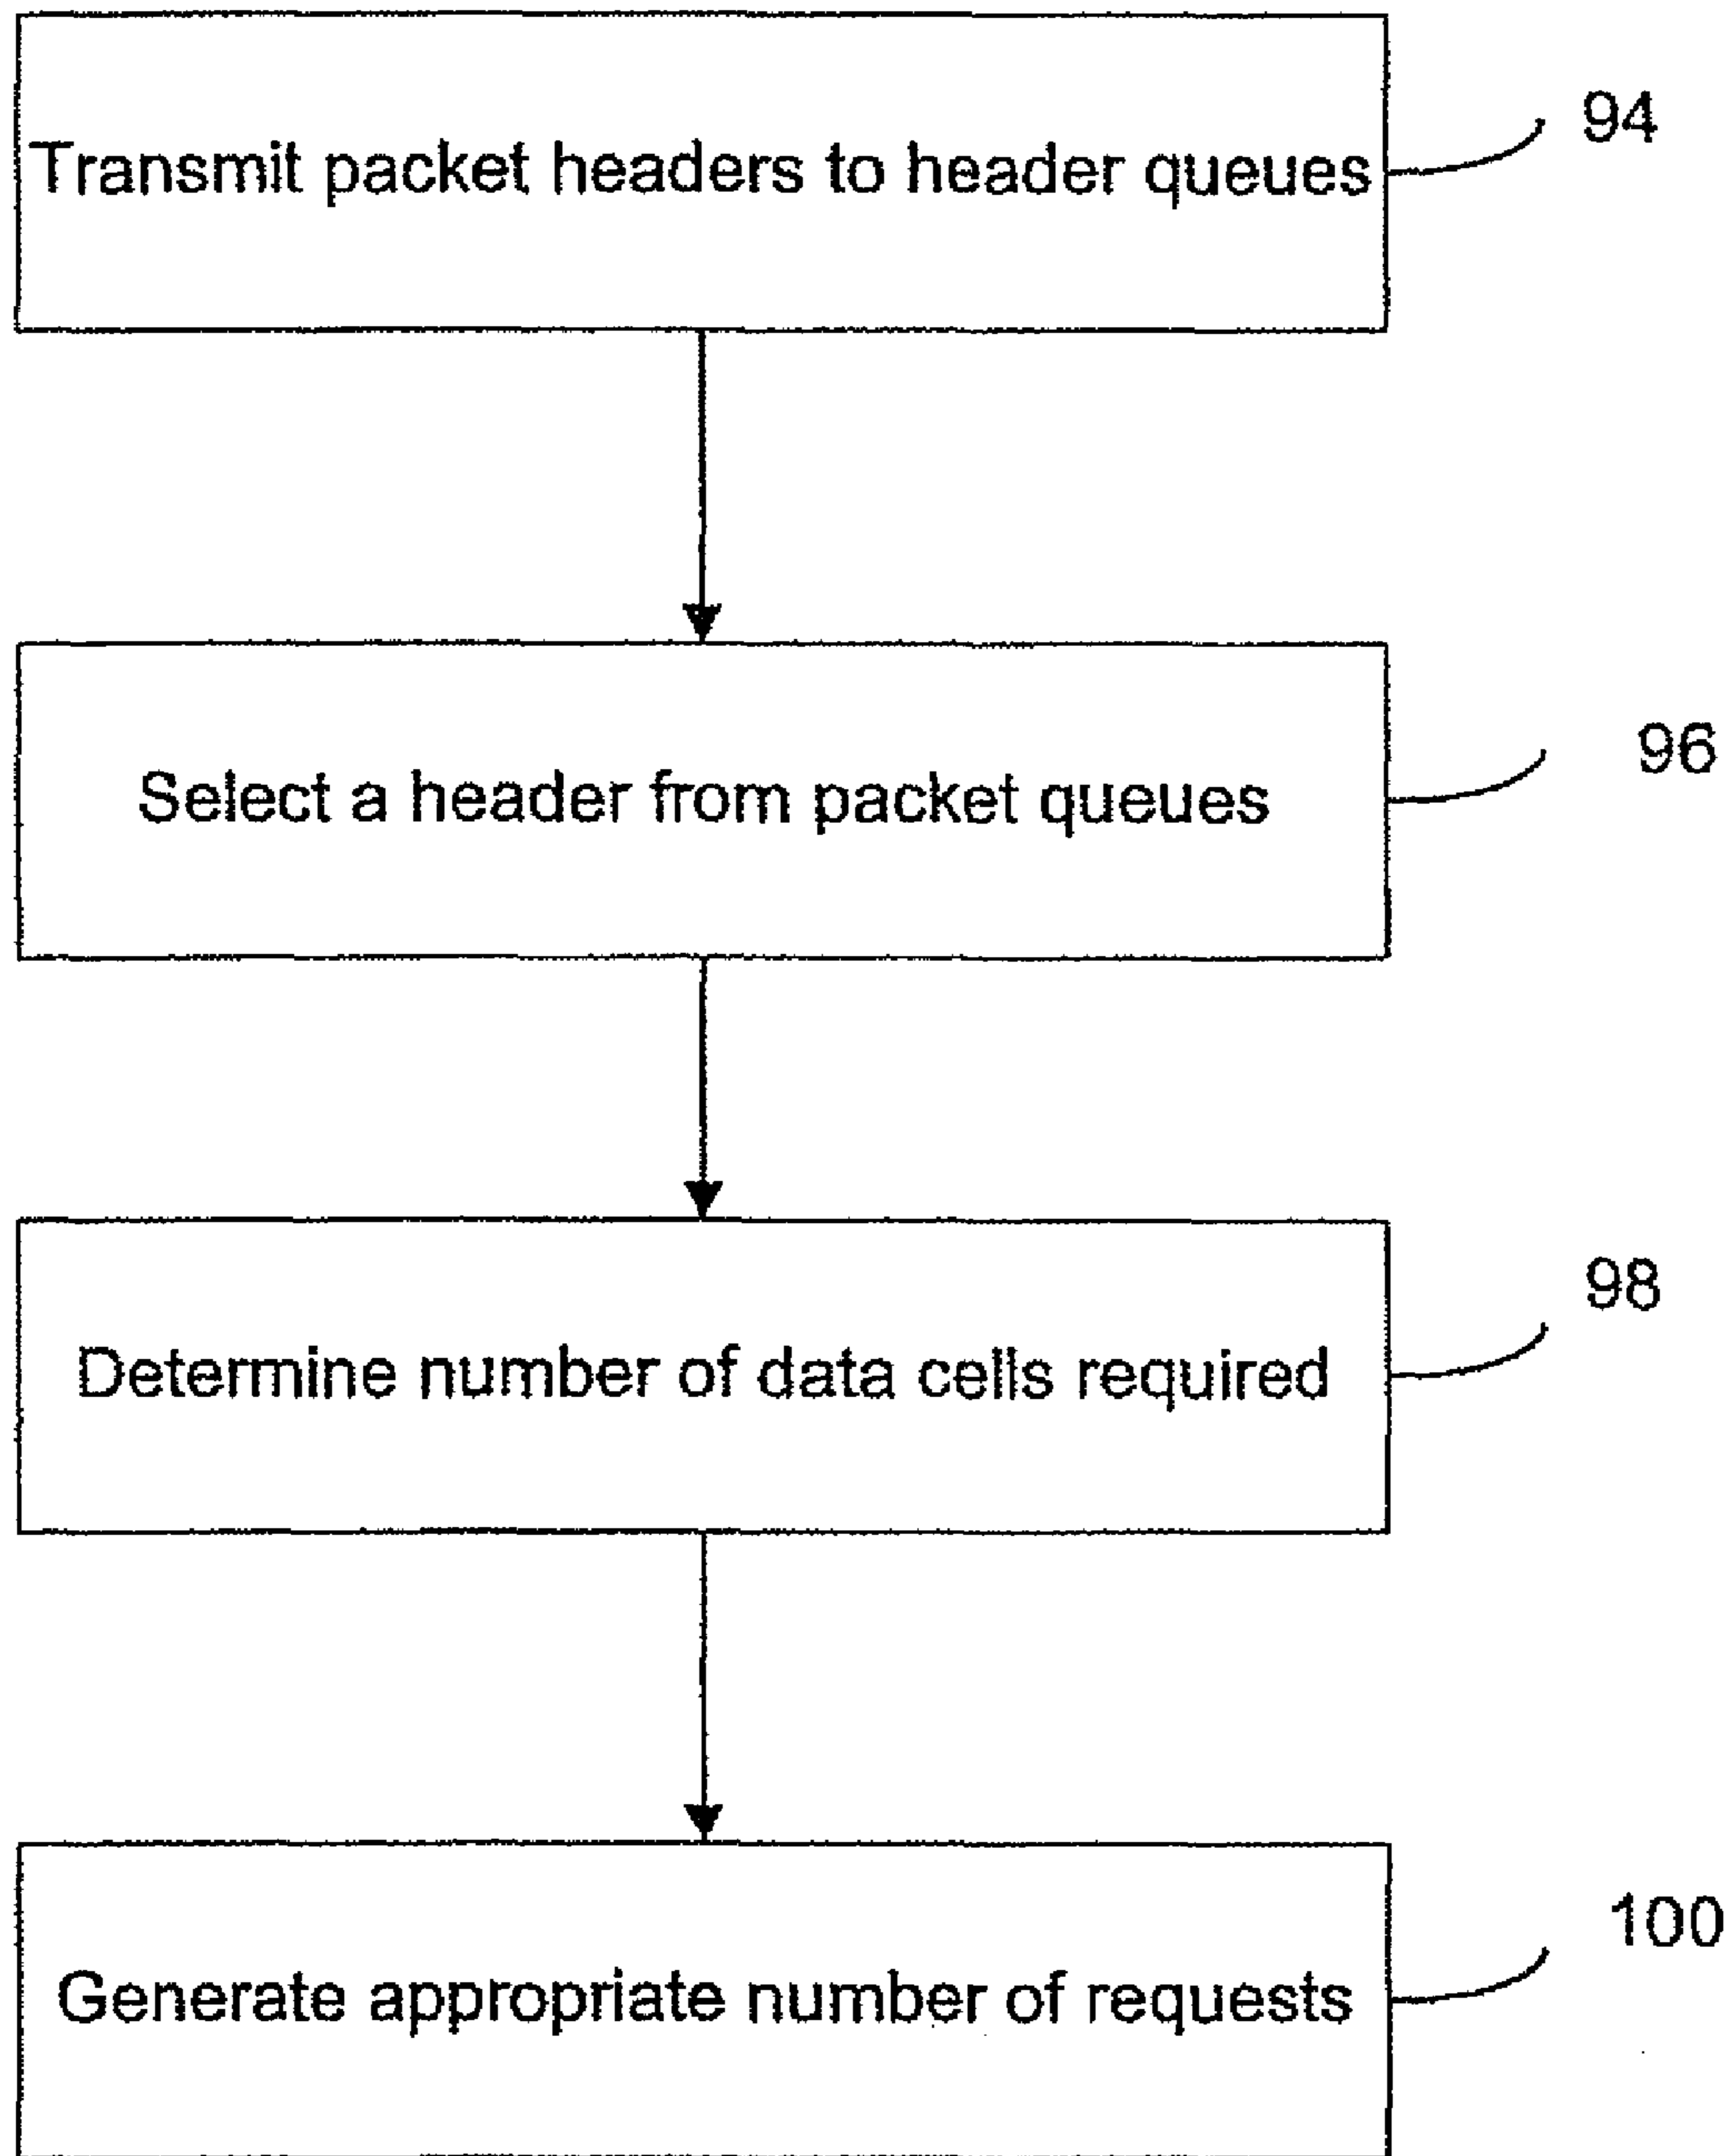 Transmit packet headers to header queues
94
Select a header from packet queues
96
Determine number of data cells required
98
Generate appropriate number of requests
100